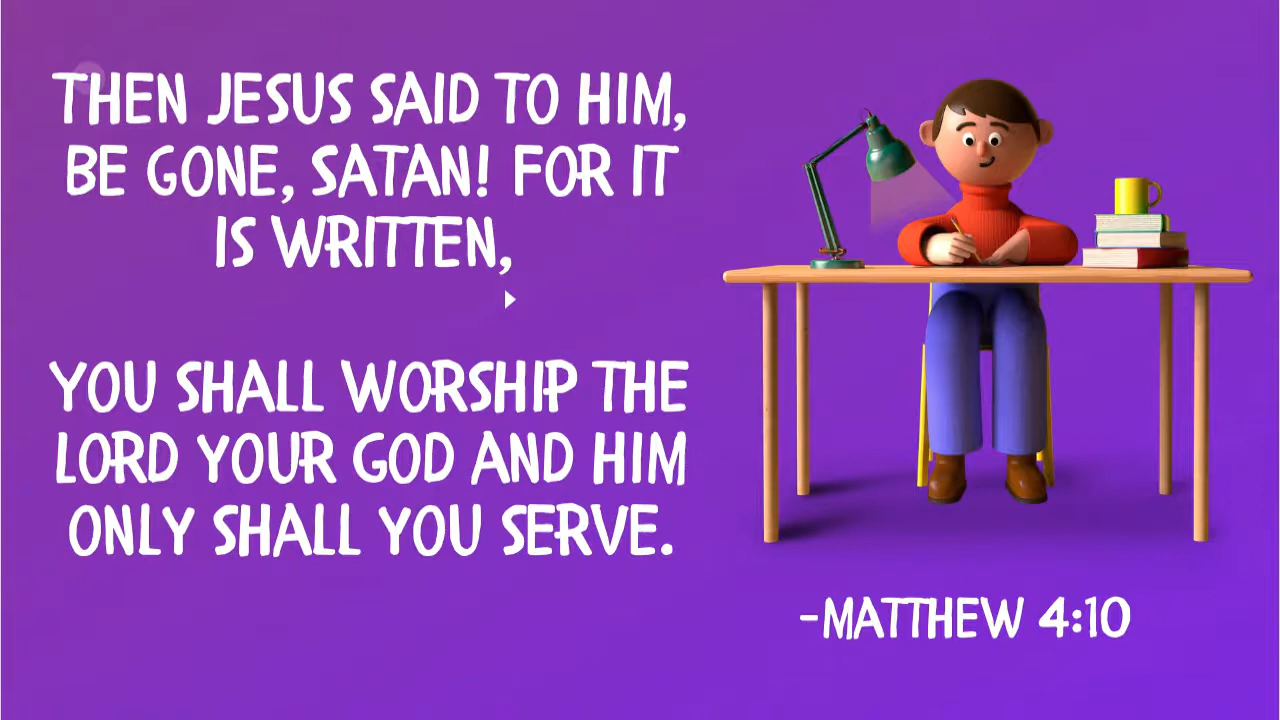 THEN JESUS SAID TO HIM,
BE GONE, SATAN! FOR IT
IS WRITTEN,
YOU SHALL WORSHIP THE
LORD YOUR GOD AND HIM
ONLY SHALL YOU SERVE.
-MATTHEW 4:10